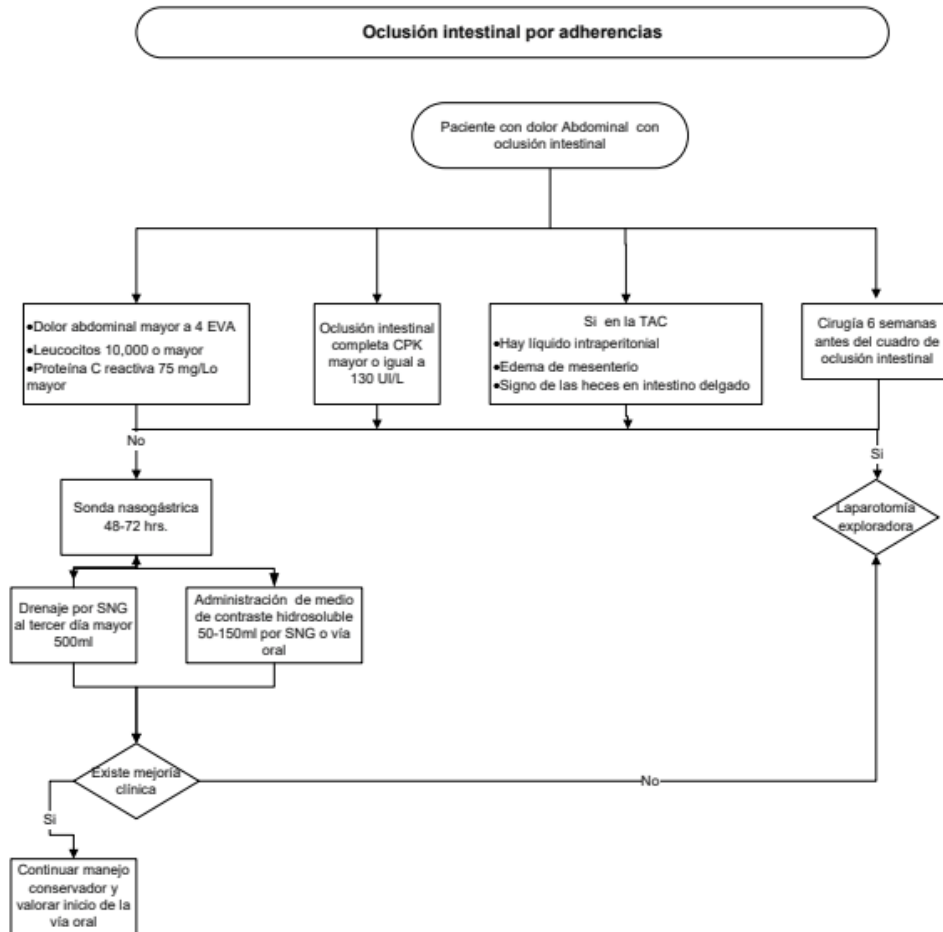 Oclusión intestinal por adherencias
Paciente con dolor Abdominal con
oclusión intestinal
•Dolor abdominal mayor a 4 EVA
•Leucocitos 10,000 o mayor
•Proteína C reactiva 75 mg/Lo
mayor
Oclusión intestinal
completa CPK
mayor o igual a
130 UI/L
Si en la TAC
•Hay líquido intraperitonial
•Edema de mesenterio
•Signo de las heces en intestino delgado
Cirugía 6 semanas
antes del cuadro de
oclusión intestinal
No
Si
Sonda nasogástrica
48-72 hrs.
Laparotomía
exploradora
Drenaje por SNG
al tercer día mayor
500ml
Administración de medio
de contraste hidrosoluble
50-150ml por SNG o vía
oral
Existe mejoría
clínica
No
Si
Continuar manejo
conservador y
valorar inicio de la
vía oral